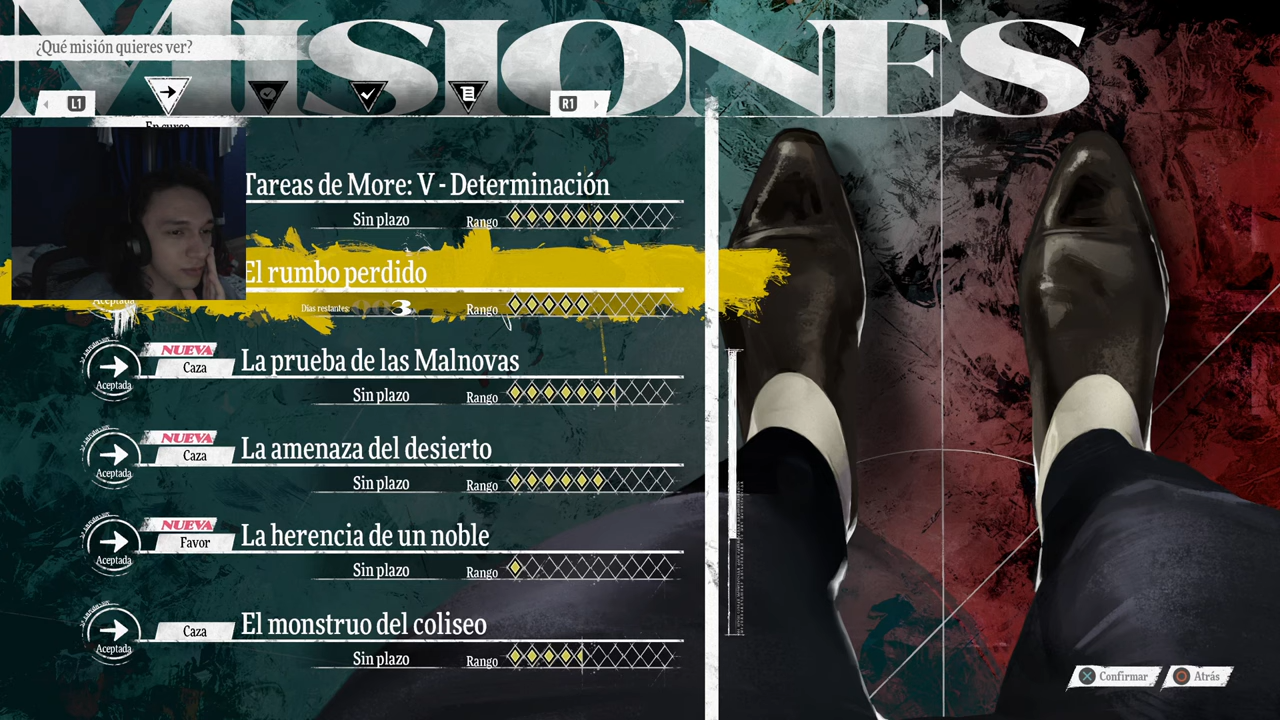 MISIONES
¿Qué misión quieres ver?
L1
R1
En curso
Tareas de More: V - Determinación
Sin plazo
Rango
El rumbo perdido
Aceptada
Días restantes: 003
Rango
NUEVA
Caza
La prueba de las Malnovas
Aceptada
Sin plazo
Rango
NUEVA
Caza
La amenaza del desierto
Aceptada
Sin plazo
Rango
NUEVA
Favor
La herencia de un noble
Aceptada
Sin plazo
Rango
Caza
El monstruo del coliseo
Aceptada
Sin plazo
Rango
Confirmar
Atrás